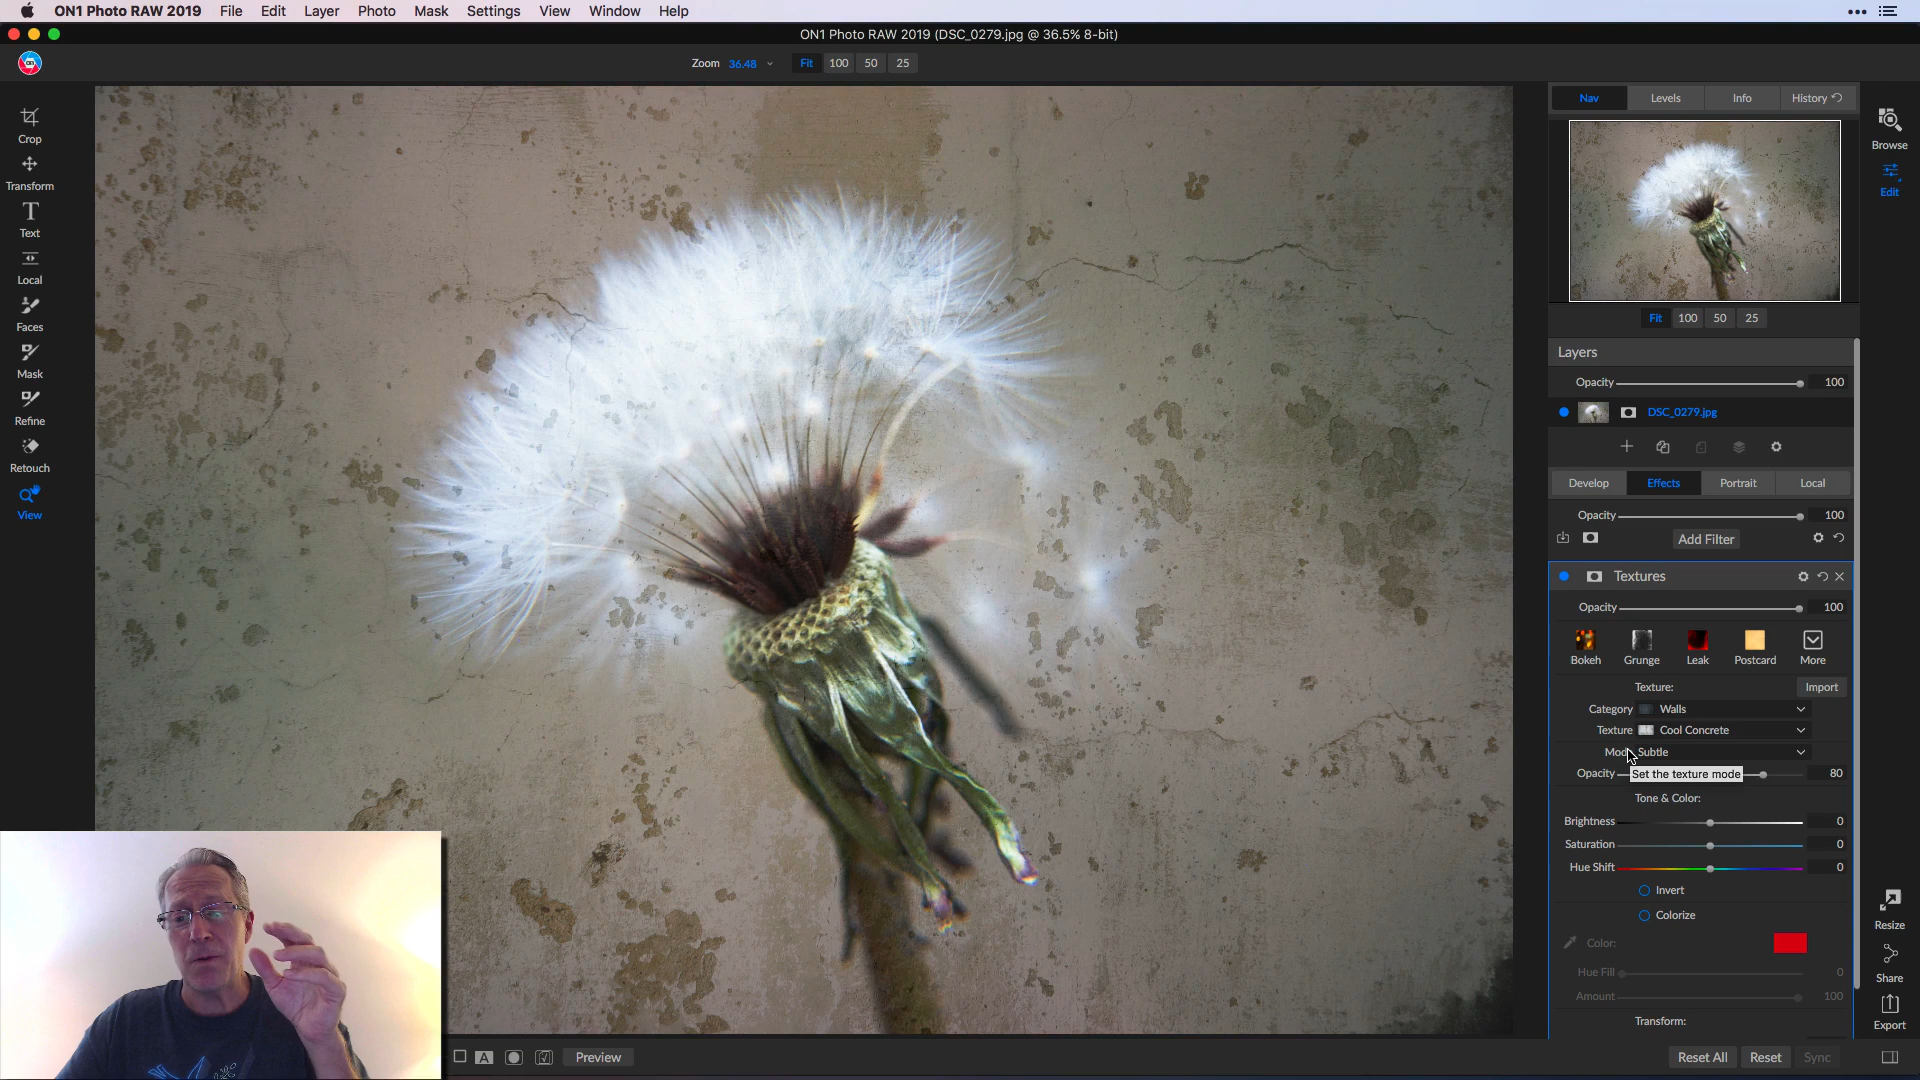 ON1 Photo RAW 2019 File Edit Layer Photo Mask Settings View Window Help
ON1 Photo RAW 2019 (DSC_0279.jpg @ 36.5% 8-bit)
Zoom 36.48 Fit 100 50 25
Crop
Transform
Text
Local
Faces
Mask
Refine
Retouch
View
Nav Levels Info History
Fit 100 50 25
Layers
Opacity 100
DSC_0279.jpg
Develop Effects Portrait Local
Opacity 100
Add Filter
Textures
Opacity 100
Bokeh Grunge Leak Postcard More
Texture: Import
Category Walls
Texture Cool Concrete
Subtle
Opacity 80
Set the texture mode
Tone & Color:
Brightness 0
Saturation 0
Hue Shift 0
Invert
Colorize
Color:
Hue Fill 0
Amount 100
Transform:
Browse
Edit
Resize
Share
Export
A Preview
Reset All Reset Sync